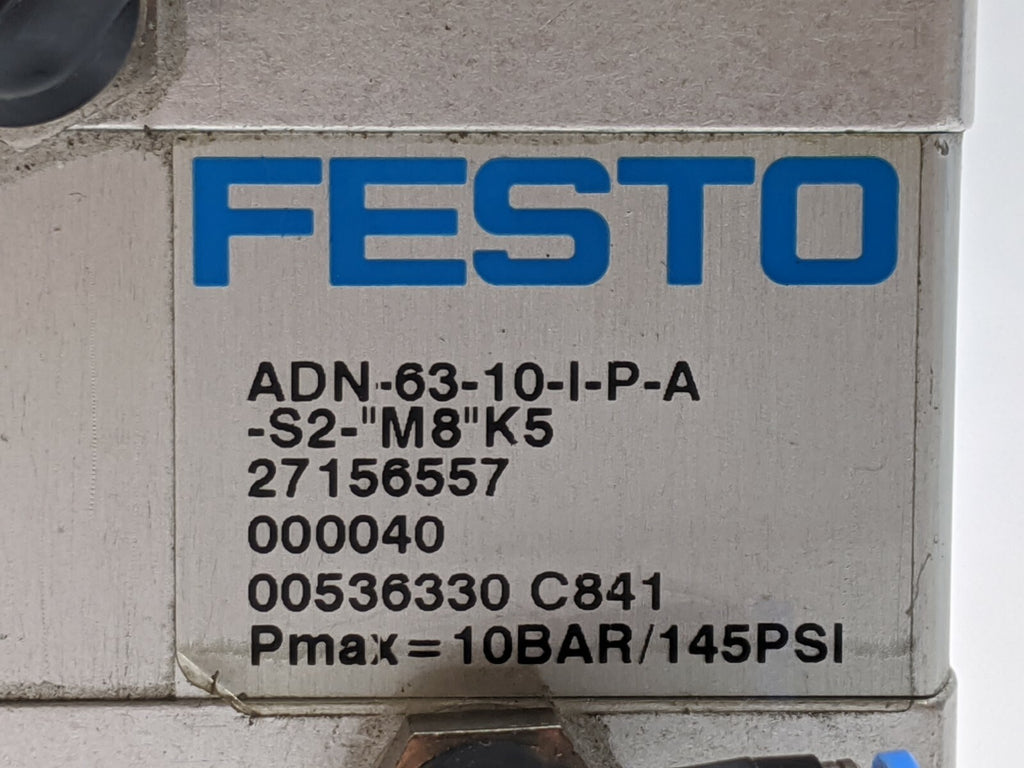 FESTO
ADN-63-10-I-P-A
-S2-"M8"K5
27156557
000040
00536330 C841
Pmax=10BAR/145PSI